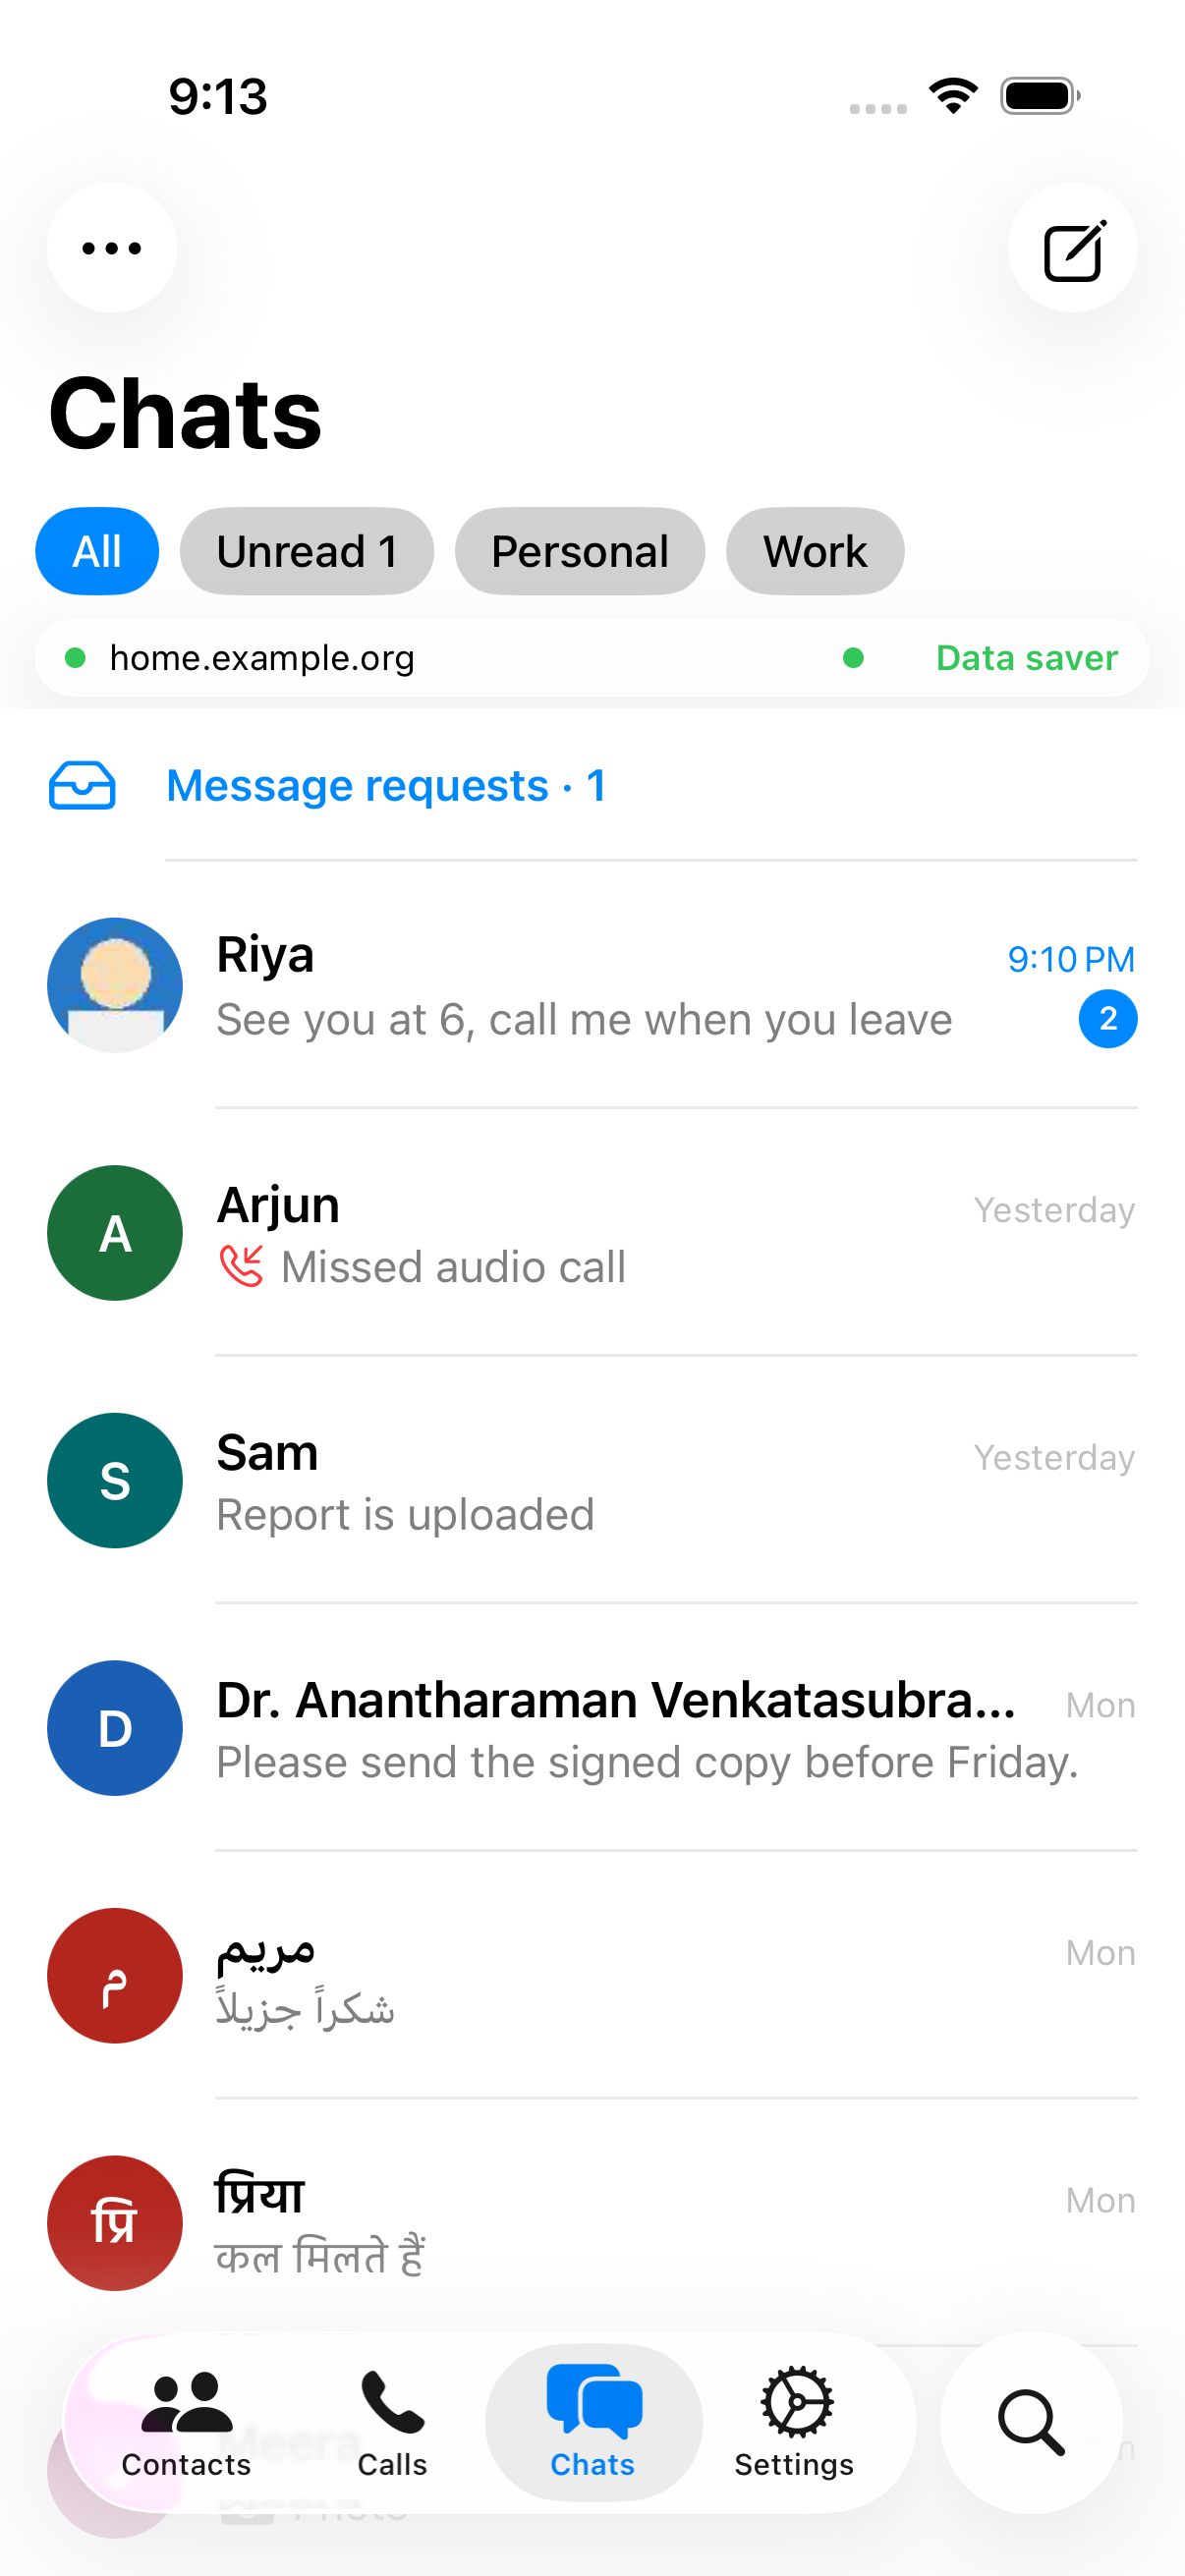 9:13
Chats
All
Unread 1
Personal
Work
home.example.org
Data saver
Message requests · 1
Riya
9:10 PM
See you at 6, call me when you leave
2
A
Arjun
Yesterday
Missed audio call
S
Sam
Yesterday
Report is uploaded
D
Dr. Anantharaman Venkatasubra...
Mon
Please send the signed copy before Friday.
م
مريم
Mon
شكراً جزيلاً
प्रि
प्रिया
Mon
कल मिलते हैं
Meera
Photo
Contacts
Calls
Chats
Settings